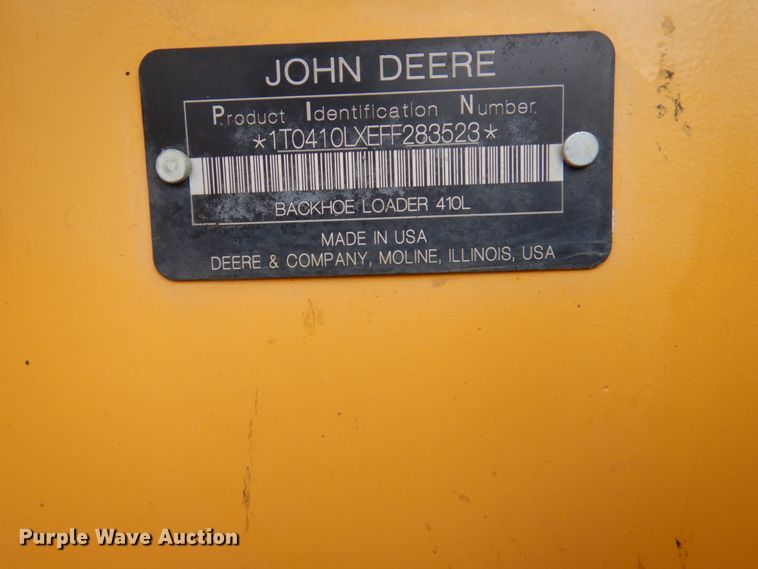 JOHN DEERE
Product Identification Number
*1T0410LXEFF283523*
BACKHOE LOADER 410L
MADE IN USA
DEERE & COMPANY, MOLINE, ILLINOIS, USA
Purple Wave Auction